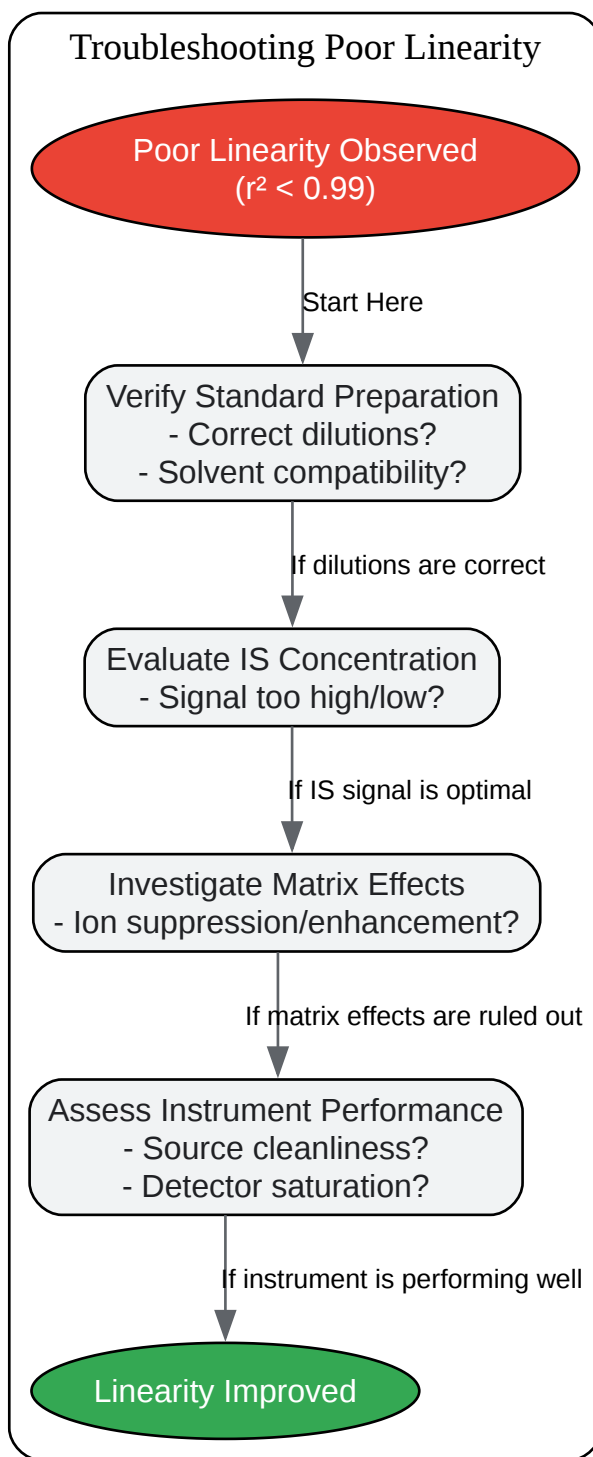 Troubleshooting Poor Linearity
Poor Linearity Observed
(r² < 0.99)
Start Here
Verify Standard Preparation
- Correct dilutions?
- Solvent compatibility?
If dilutions are correct
Evaluate IS Concentration
- Signal too high/low?
If IS signal is optimal
Investigate Matrix Effects
- Ion suppression/enhancement?
If matrix effects are ruled out
Assess Instrument Performance
- Source cleanliness?
- Detector saturation?
If instrument is performing well
Linearity Improved